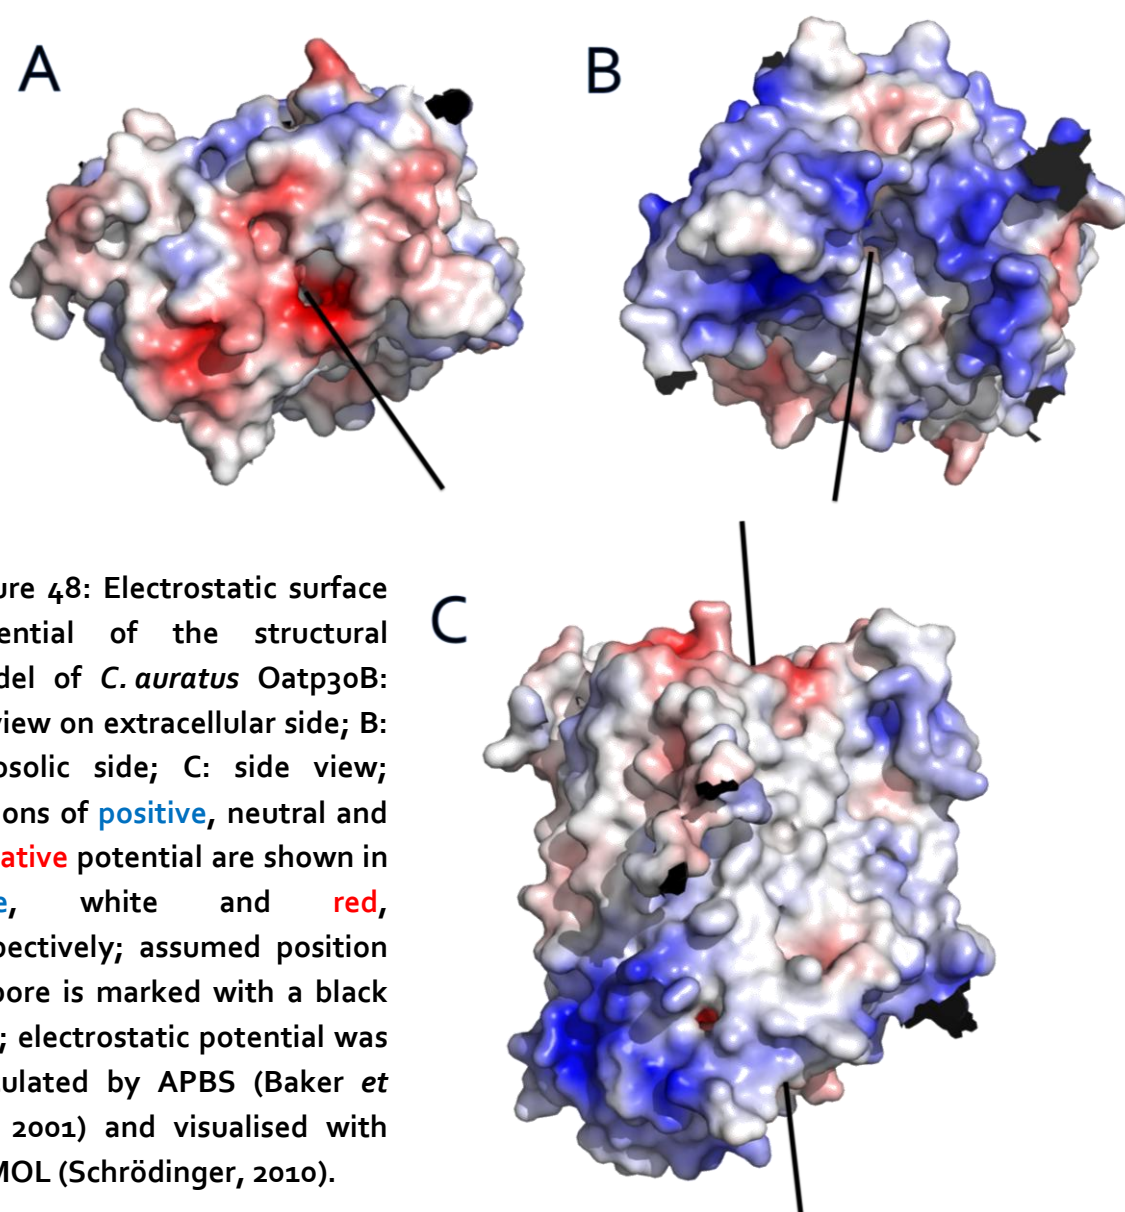 A
B
C
ure 48: Electrostatic surface
ential of the structural
del of C. auratus Oatp30B:
view on extracellular side; B:
osolic side; C: side view;
ions of positive, neutral and
ative potential are shown in
e, white and red,
pectively; assumed position
pore is marked with a black
; electrostatic potential was
ulated by APBS (Baker et
2001) and visualised with
MOL (Schrödinger, 2010).